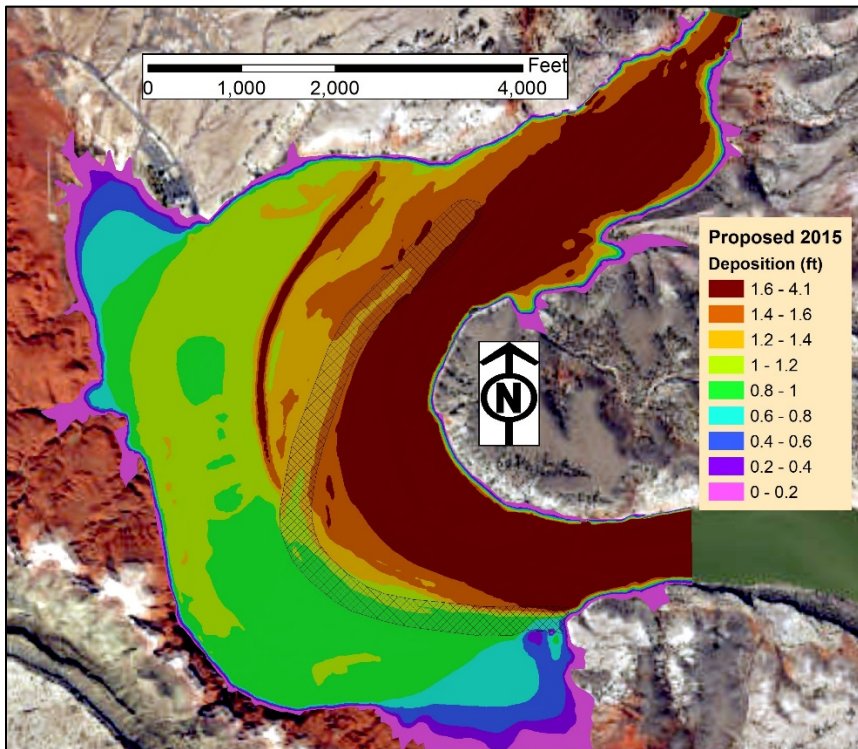 Feet
0 1,000 2,000 4,000
N
Proposed 2015
Deposition (ft)
1.6 - 4.1
1.4 - 1.6
1.2 - 1.4
1 - 1.2
0.8 - 1
0.6 - 0.8
0.4 - 0.6
0.2 - 0.4
0 - 0.2